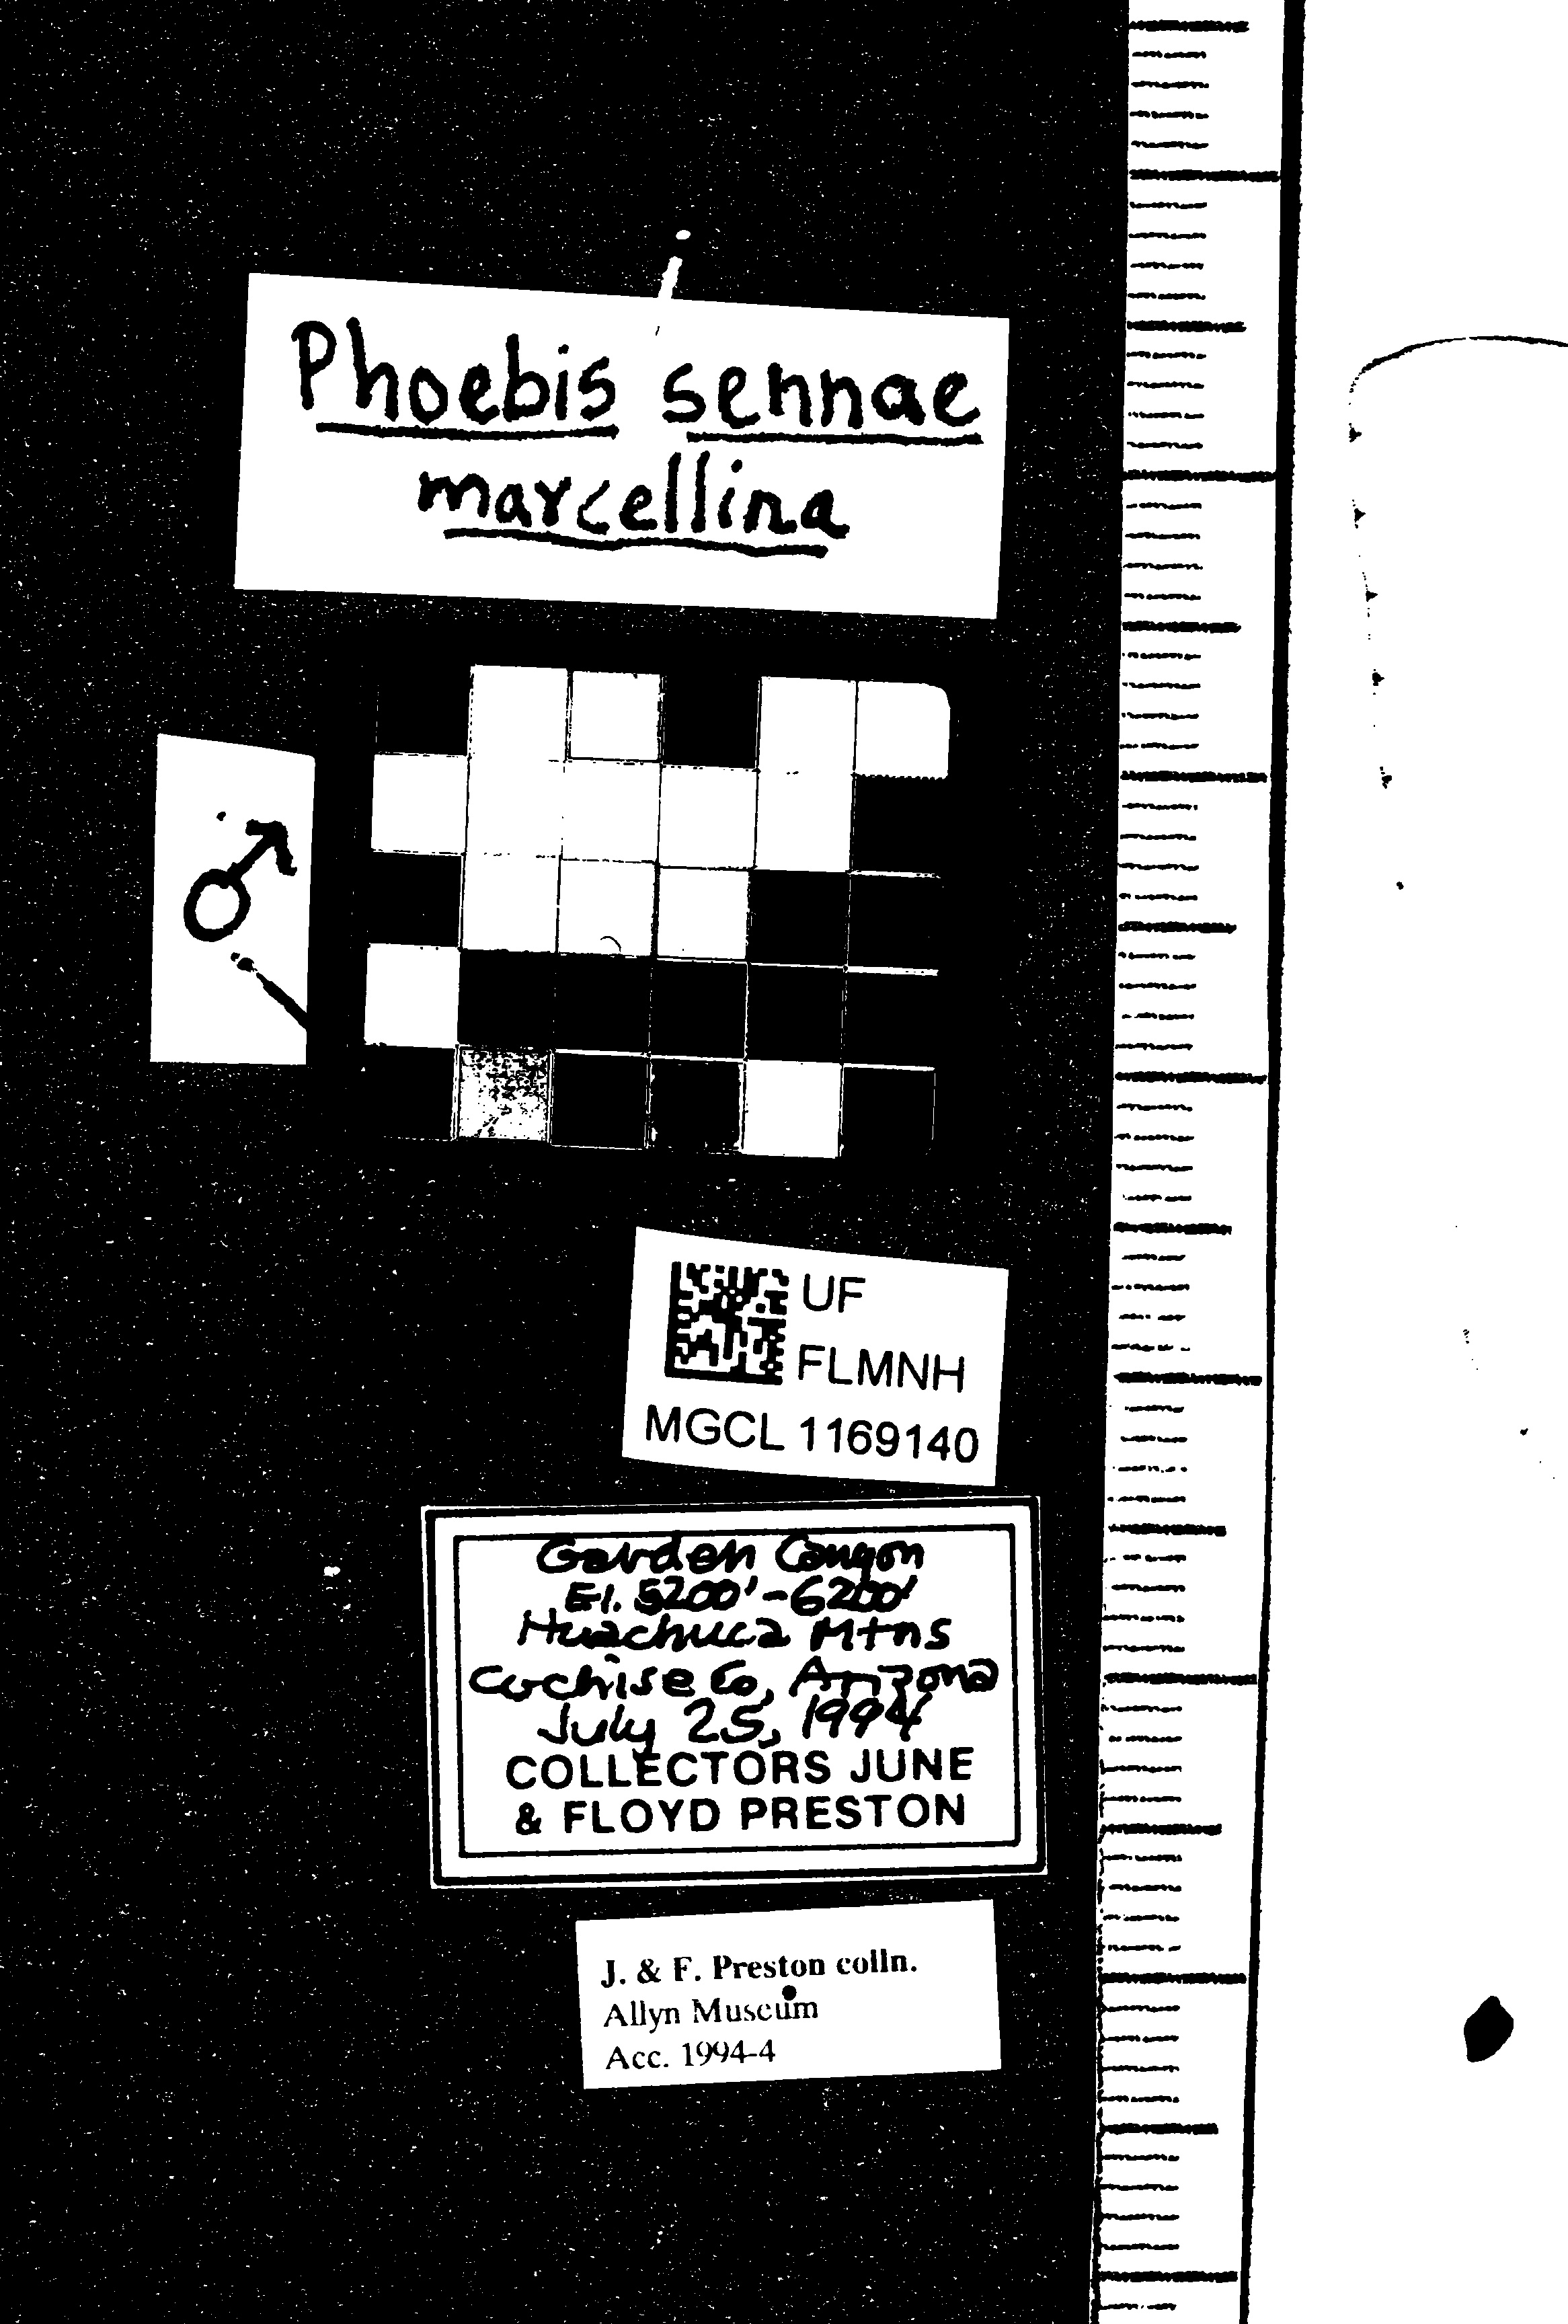 Phoebis sennae
marcellina
♂
UF
FLMNH
MGCL 1169140
Garden Canyon
El. 5200'-6200'
Huachuca Mtns
Cochise Co, Arizona
July 25, 1994
COLLECTORS JUNE
& FLOYD PRESTON
J. & F. Preston colln.
Allyn Museum
Acc. 1994-4